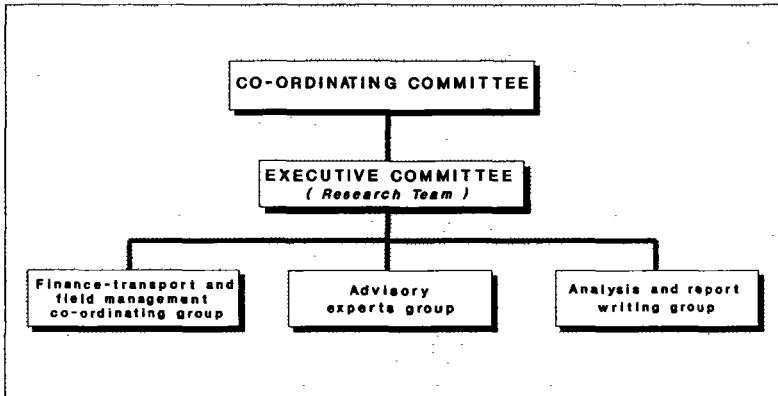 CO-ORDINATING COMMITTEE
EXECUTIVE COMMITTEE
( Research Team )
Finance-transport and
field management
co-ordinating group
Advisory
experts group
Analysis and report
writing group